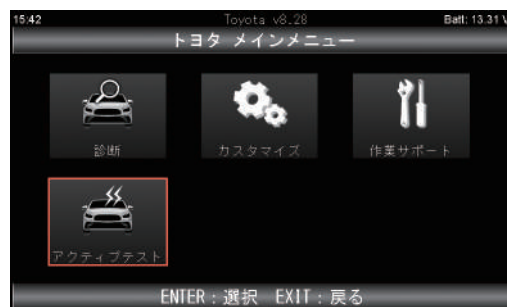 15:42 Toyota v8.28 Batt: 13.31 V
トヨタ メインメニュー
診断 カスタマイズ 作業サポート
アクティブテスト
ENTER：選択 EXIT：戻る